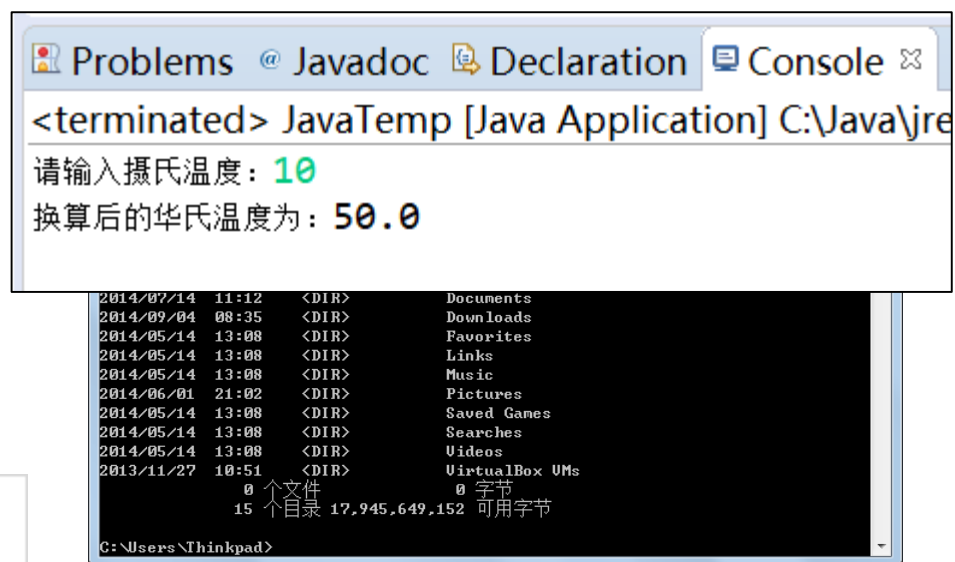 Problems @ Javadoc Declaration Console
<terminated> JavaTemp [Java Application] C:\Java\jre
请输入摄氏温度：10
换算后的华氏温度为：50.0
2014/07/14 11:12 <DIR> Documents
2014/09/04 08:35 <DIR> Downloads
2014/05/14 13:08 <DIR> Favorites
2014/05/14 13:08 <DIR> Links
2014/05/14 13:08 <DIR> Music
2014/06/01 21:02 <DIR> Pictures
2014/05/14 13:08 <DIR> Saved Games
2014/05/14 13:08 <DIR> Searches
2014/05/14 13:08 <DIR> Videos
2013/11/27 10:51 <DIR> VirtualBox VMs
0 个文件 0 字节
15 个目录 17,945,649,152 可用字节
C:\Users\Thinkpad>